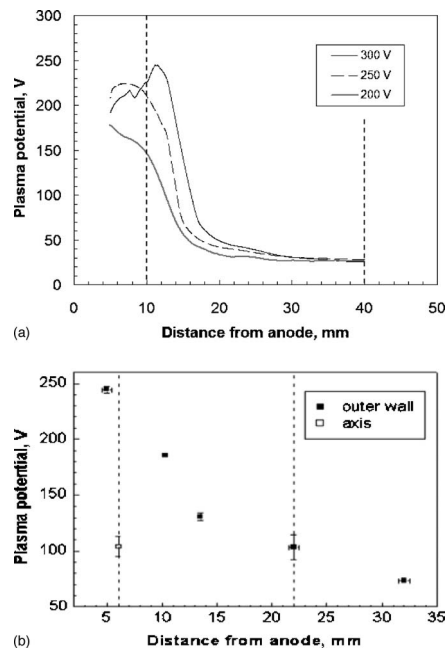 (a)
Plasma potential, V
300
250
200
150
100
50
0
300 V
250 V
200 V
0
10
20
30
40
50
Distance from anode, mm
(b)
Plasma potential, V
250
200
150
100
50
outer wall
axis
5
10
15
20
25
30
35
Distance from anode, mm